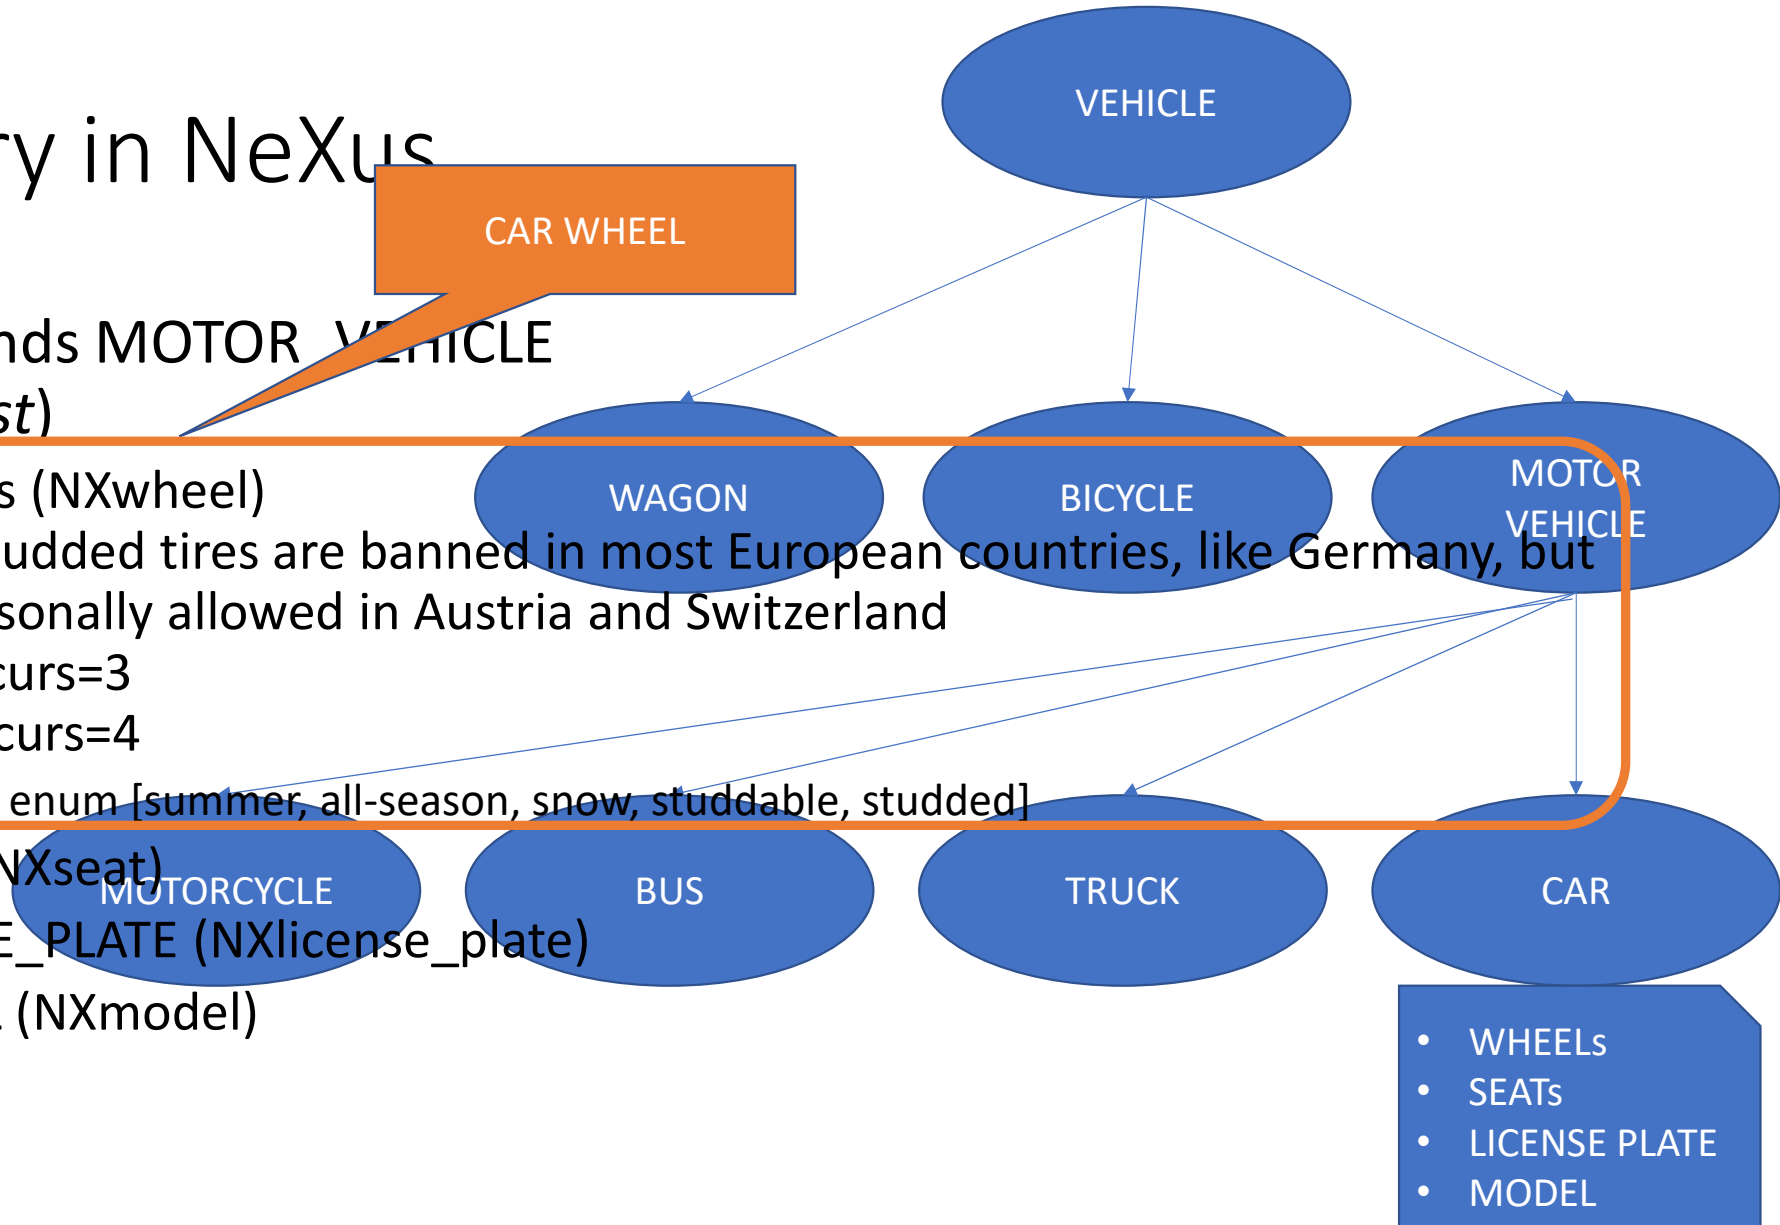 VEHICLE
ry in NeXus
CAR WHEEL
nds MOTOR_VEHICLE
st)
WAGON
BICYCLE
MOTOR
VEHICLE
s (NXwheel)
udded tires are banned in most European countries, like Germany, but
sonally allowed in Austria and Switzerland
curs=3
curs=4
enum [summer, all-season, snow, studdable, studded]
NXseat)
MOTORCYCLE
BUS
TRUCK
CAR
E_PLATE (NXlicense_plate)
(NXmodel)
• WHEELs
• SEATs
• LICENSE PLATE
• MODEL